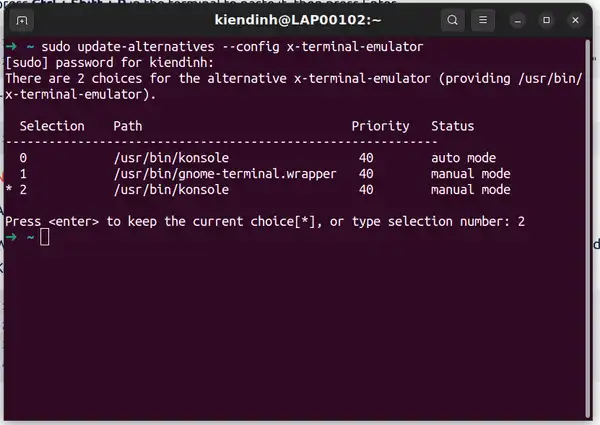 kiendinh@LAP00102:~
➜ ~ sudo update-alternatives --config x-terminal-emulator
[sudo] password for kiendinh:
There are 2 choices for the alternative x-terminal-emulator (providing /usr/bin/
x-terminal-emulator).
Selection Path Priority Status
------------------------------------------------------------
0 /usr/bin/konsole 40 auto mode
1 /usr/bin/gnome-terminal.wrapper 40 manual mode
* 2 /usr/bin/konsole 40 manual mode
Press <enter> to keep the current choice[*], or type selection number: 2
➜ ~